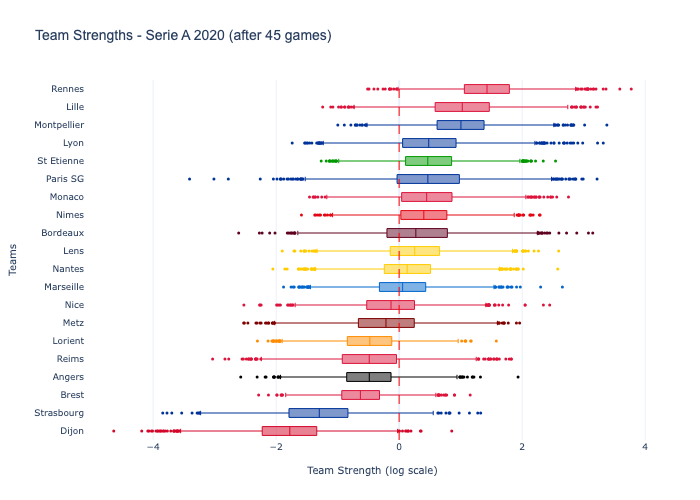 Team Strengths - Serie A 2020 (after 45 games)
Rennes
Lille
Montpellier
Lyon
St Etienne
Paris SG
Monaco
Nimes
Bordeaux
Lens
Nantes
Marseille
Nice
Metz
Lorient
Reims
Angers
Brest
Strasbourg
Dijon
Teams
−4 −2 0 2 4
Team Strength (log scale)